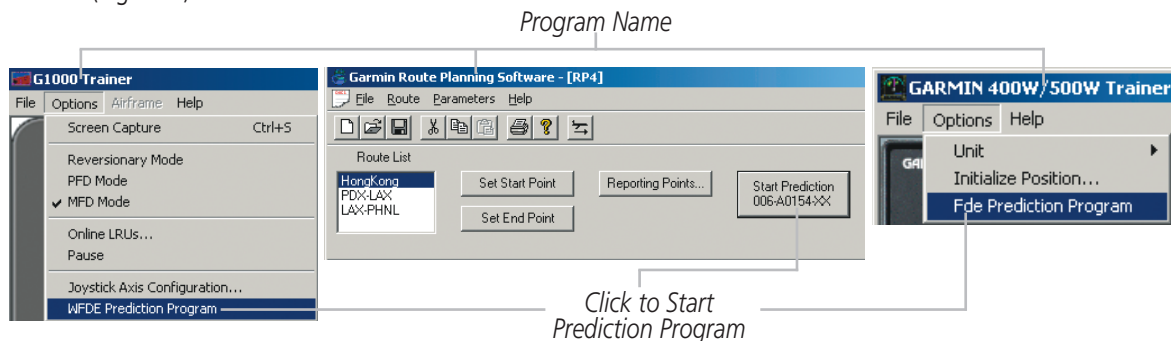 Program Name
G1000 Trainer
File Options Airframe Help
Screen Capture Ctrl+S
Reversionary Mode
PFD Mode
✓ MFD Mode
Online LRUs...
Pause
Joystick Axis Configuration...
WFDE Prediction Program
Garmin Route Planning Software - [RP4]
File Route Parameters Help
Route List
HongKong
PDX-LAX
LAX-PHNL
Set Start Point
Set End Point
Reporting Points...
Start Prediction
006-A0154-XX
GARMIN 400W/500W Trainer
File Options Help
Unit
Initialize Position...
Fde Prediction Program
Click to Start
Prediction Program